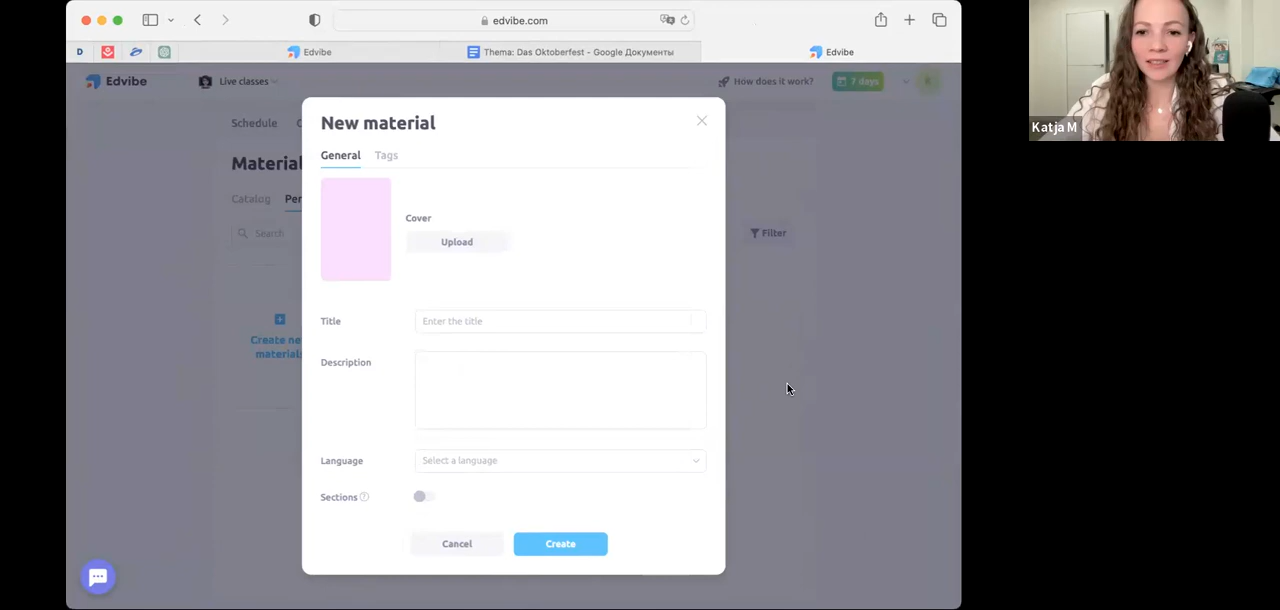 edvibe.com
D
Edvibe
Thema: Das Oktoberfest - Google Документы
Edvibe
Edvibe
Live classes
How does it work?
7 days
New material
Schedule
General
Tags
Material
Catalog
Per
Cover
Search
Upload
Filter
Title
Enter the title
Create ne
materials
Description
Language
Select a language
Sections
?
Cancel
Create
Katja M